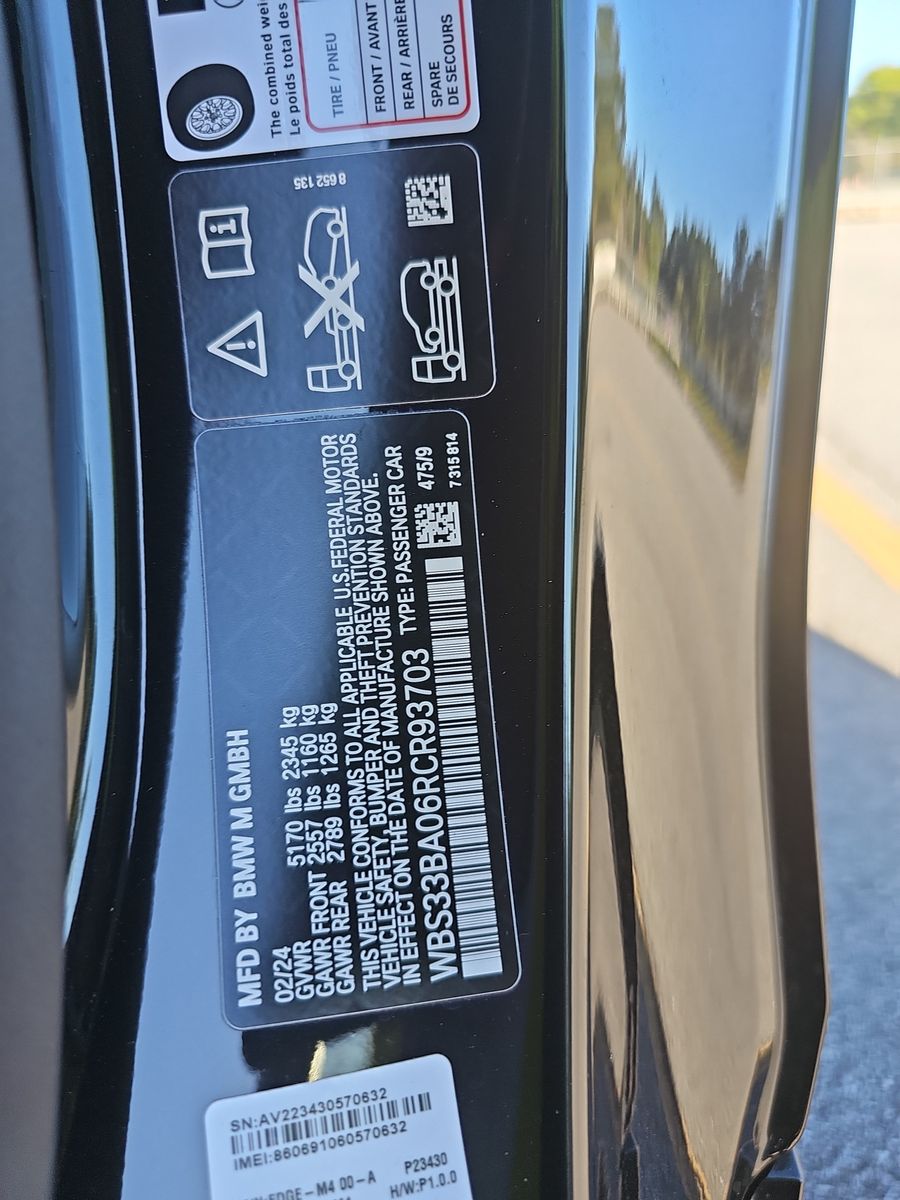 The combined wei
Le poids total des
TIRE / PNEU
FRONT / AVANT
REAR / ARRIÈRE
SPARE
DE SECOURS
8 652 135
MFD BY BMW M GMBH
02/24
GVWR 5170 lbs 2345 kg
GAWR FRONT 2557 lbs 1160 kg
GAWR REAR 2789 lbs 1265 kg
THIS VEHICLE CONFORMS TO ALL APPLICABLE U.S.FEDERAL MOTOR
VEHICLE SAFETY, BUMPER AND THEFT PREVENTION STANDARDS
IN EFFECT ON THE DATE OF MANUFACTURE SHOWN ABOVE.
WBS33BA06RCR93703 TYPE: PASSENGER CAR
475/9
7 315 814
SN:AV223430570632
IMEI:860691060570632
EDGE-M4 00-A
P23430
H/W:P1.0.0